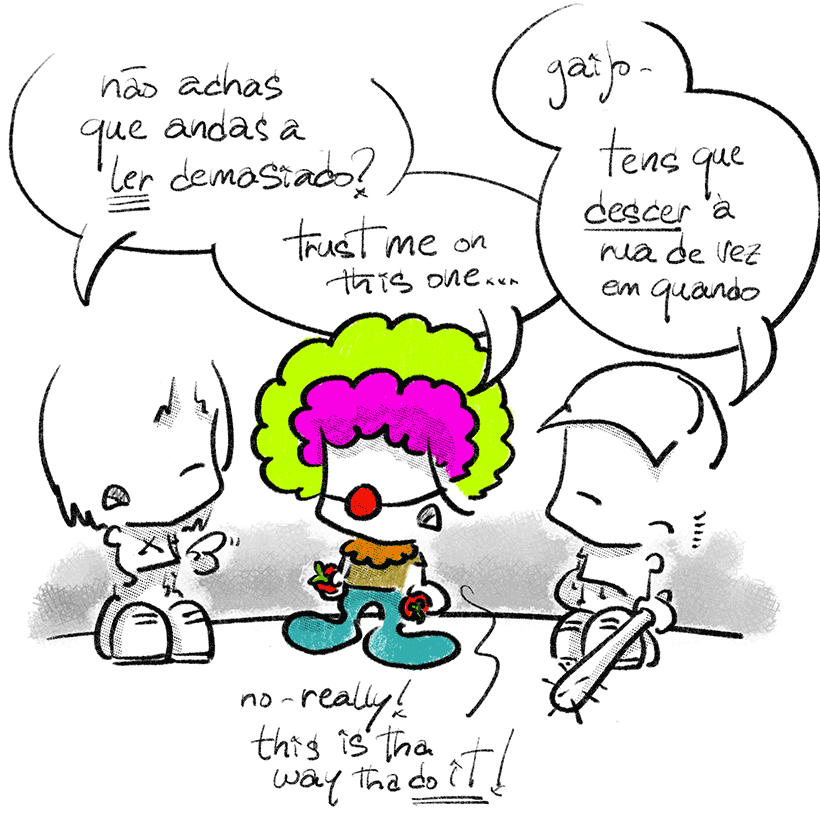 não achas
que andas a
ler demasiado?
trust me on
this one...
gaijo-
tens que
descer à
rua de vez
em quando
no-really!
this is tha
way tha do it!